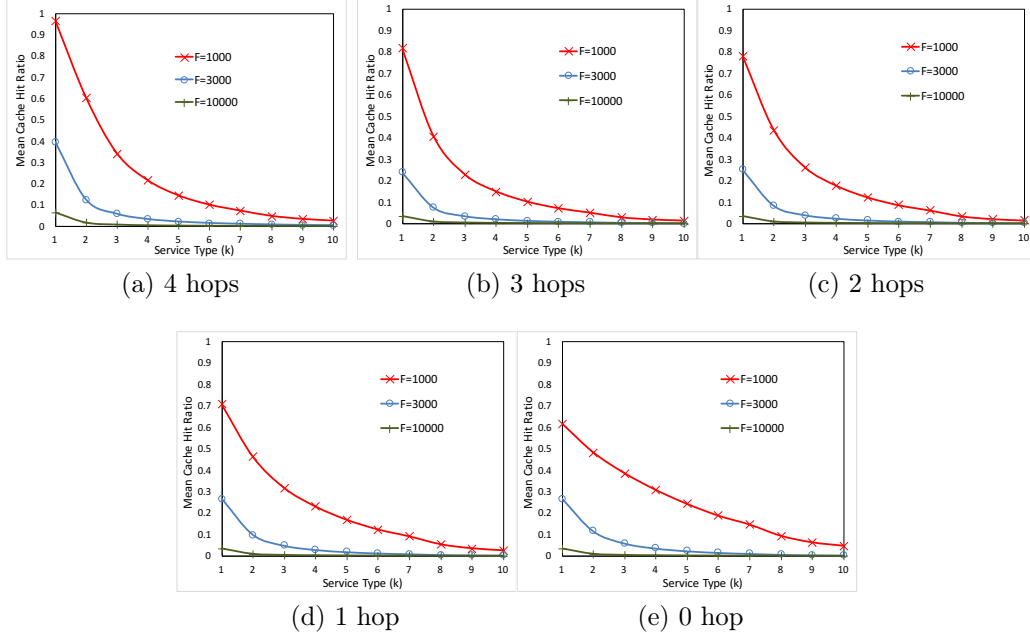 1
0.9
0.8
0.7
0.6
0.5
0.4
0.3
0.2
0.1
0
Mean Cache Hit Ratio
F=1000
F=3000
F=10000
1 2 3 4 5 6 7 8 9 10
Service Type (k)
(a) 4 hops
1
0.9
0.8
0.7
0.6
0.5
0.4
0.3
0.2
0.1
0
Mean Cache Hit Ratio
F=1000
F=3000
F=10000
1 2 3 4 5 6 7 8 9 10
Service Type (k)
(b) 3 hops
1
0.9
0.8
0.7
0.6
0.5
0.4
0.3
0.2
0.1
0
Mean Cache Hit Ratio
F=1000
F=3000
F=10000
1 2 3 4 5 6 7 8 9 10
Service Type (k)
(c) 2 hops
1
0.9
0.8
0.7
0.6
0.5
0.4
0.3
0.2
0.1
0
Mean Cache Hit Ratio
F=1000
F=3000
F=10000
1 2 3 4 5 6 7 8 9 10
Service Type (k)
(d) 1 hop
1
0.9
0.8
0.7
0.6
0.5
0.4
0.3
0.2
0.1
0
Mean Cache Hit Ratio
F=1000
F=3000
F=10000
1 2 3 4 5 6 7 8 9 10
Service Type (k)
(e) 0 hop